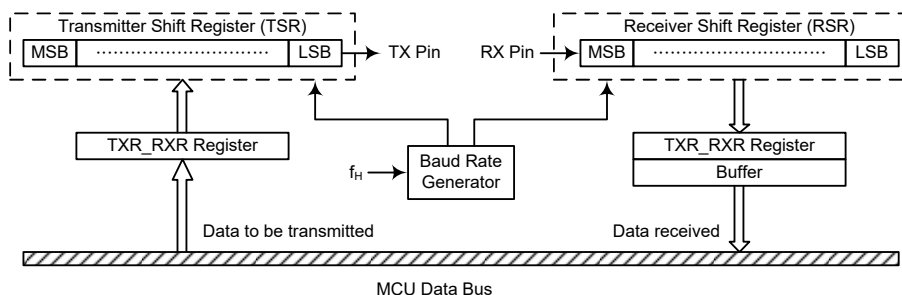 Transmitter Shift Register (TSR)
MSB ........................................ LSB
TX Pin
Receiver Shift Register (RSR)
RX Pin
MSB ........................................ LSB
TXR_RXR Register
Baud Rate
Generator
f_H
TXR_RXR Register
Buffer
Data to be transmitted
Data received
MCU Data Bus